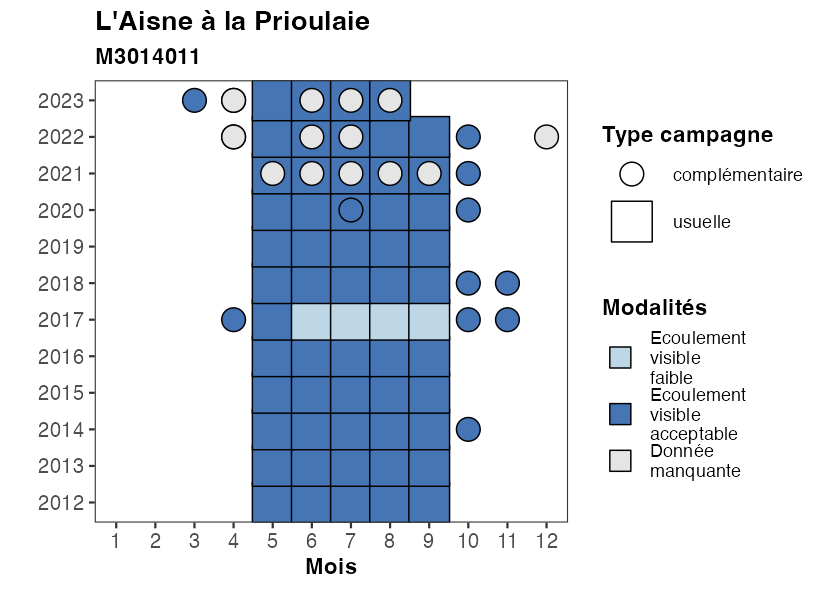 L'Aisne à la Prioulaie
M3014011
2023
2022
2021
2020
2019
2018
2017
2016
2015
2014
2013
2012
1 2 3 4 5 6 7 8 9 10 11 12
Mois
Type campagne
complémentaire
usuelle
Modalités
Ecoulement
visible
faible
Ecoulement
visible
acceptable
Donnée
manquante